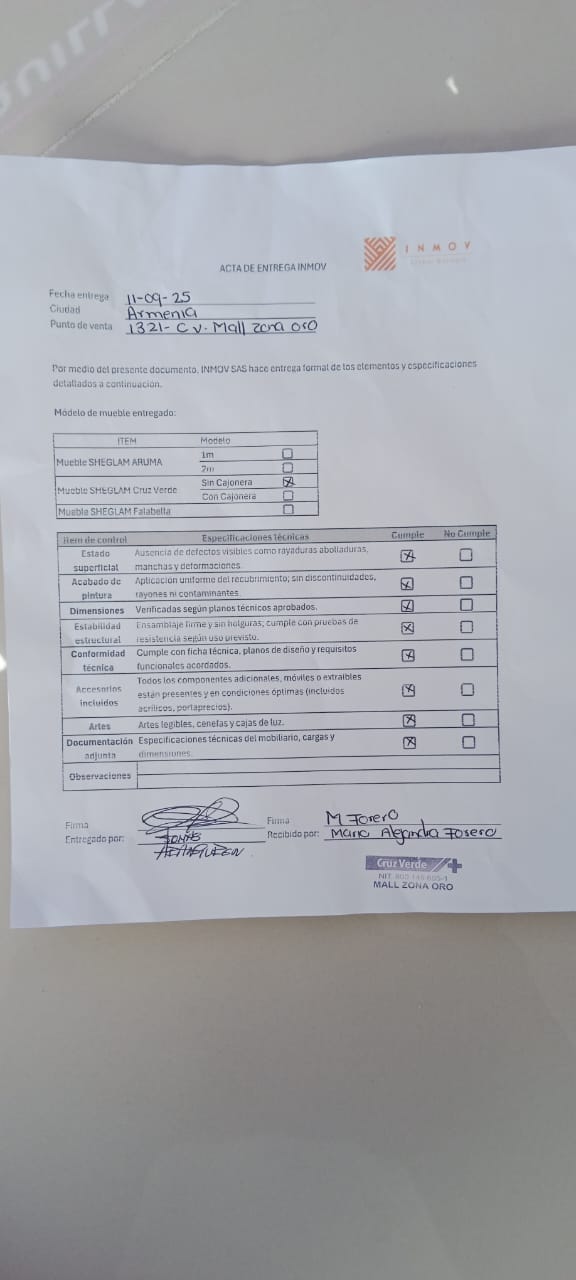 INMOV
ACTA DE ENTREGA INMOV
Fecha entrega 11-09-25
Ciudad Armenia
Punto de venta 1321- C v. Mall zona oro
Por medio del presente documento, INMOV SAS hace entrega formal de los elementos y especificaciones
detallados a continuación.
Modelo de mueble entregado:
ITEM Modelo
Mueble SHEGLAM ARUMA 1m
2m
Mueble SHEGLAM Cruz Verde Sin Cajonera X
Con Cajonera
Mueble SHEGLAM Falabella
Ítem de control Especificaciones técnicas Cumple No Cumple
Estado superficial Ausencia de defectos visibles como rayaduras abolladuras,
manchas y deformaciones. X
Acabado de pintura Aplicación uniforme del recubrimiento; sin discontinuidades,
rayones ni contaminantes. X
Dimensiones Verificadas según planos técnicos aprobados. X
Estabilidad estructural Ensamblaje firme y sin holguras; cumple con pruebas de
resistencia según uso previsto. X
Conformidad técnica Cumple con ficha técnica, planos de diseño y requisitos
funcionales acordados. X
Accesorios incluidos Todos los componentes adicionales, móviles o extraíbles
están presentes y en condiciones óptimas (incluidos
acrílicos, portaprecios). X
Artes Artes legibles, cenefas y cajas de luz. X
Documentación adjunta Especificaciones técnicas del mobiliario, cargas y
dimensiones. X
Observaciones
Firma
Entregado por:
Firma M Forero
Recibido por: Maria Alejandra Forero
Cruz Verde
NIT.
MALL ZONA ORO